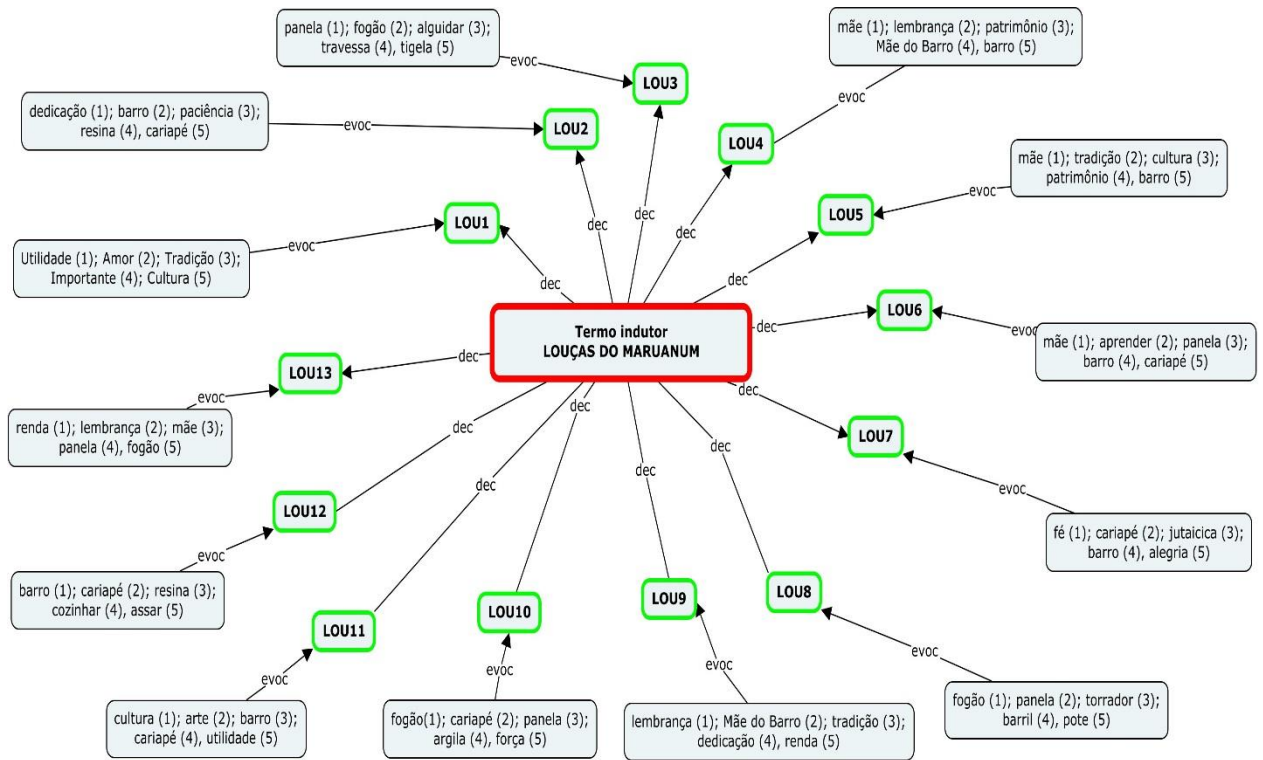 panela (1); fogão (2); alguidar (3);
travessa (4), tigela (5)
evoc
LOU3
mãe (1); lembrança (2); patrimônio (3);
Mãe do Barro (4), barro (5)
evoc
LOU4
dedicação (1); barro (2); paciência (3);
resina (4), cariapé (5)
evoc
LOU2
mãe (1); tradição (2); cultura (3);
patrimônio (4), barro (5)
evoc
LOU5
dec
dec
dec
dec
Utilidade (1); Amor (2); Tradição (3);
Importante (4); Cultura (5)
evoc
LOU1
dec
Termo indutor
LOUÇAS DO MARUANUM
dec
LOU6
evoc
mãe (1); aprender (2); panela (3);
barro (4), cariapé (5)
LOU13
dec
evoc
renda (1); lembrança (2); mãe (3);
panela (4), fogão (5)
dec
LOU7
evoc
fé (1); cariapé (2); jutaicica (3);
barro (4), alegria (5)
dec
LOU12
evoc
barro (1); cariapé (2); resina (3);
cozinhar (4), assar (5)
dec
LOU11
evoc
cultura (1); arte (2); barro (3);
cariapé (4), utilidade (5)
dec
LOU10
evoc
fogão(1); cariapé (2); panela (3);
argila (4), força (5)
dec
LOU9
evoc
lembrança (1); Mãe do Barro (2); tradição (3);
dedicação (4), renda (5)
dec
LOU8
evoc
fogão (1); panela (2); torrador (3);
barril (4), pote (5)